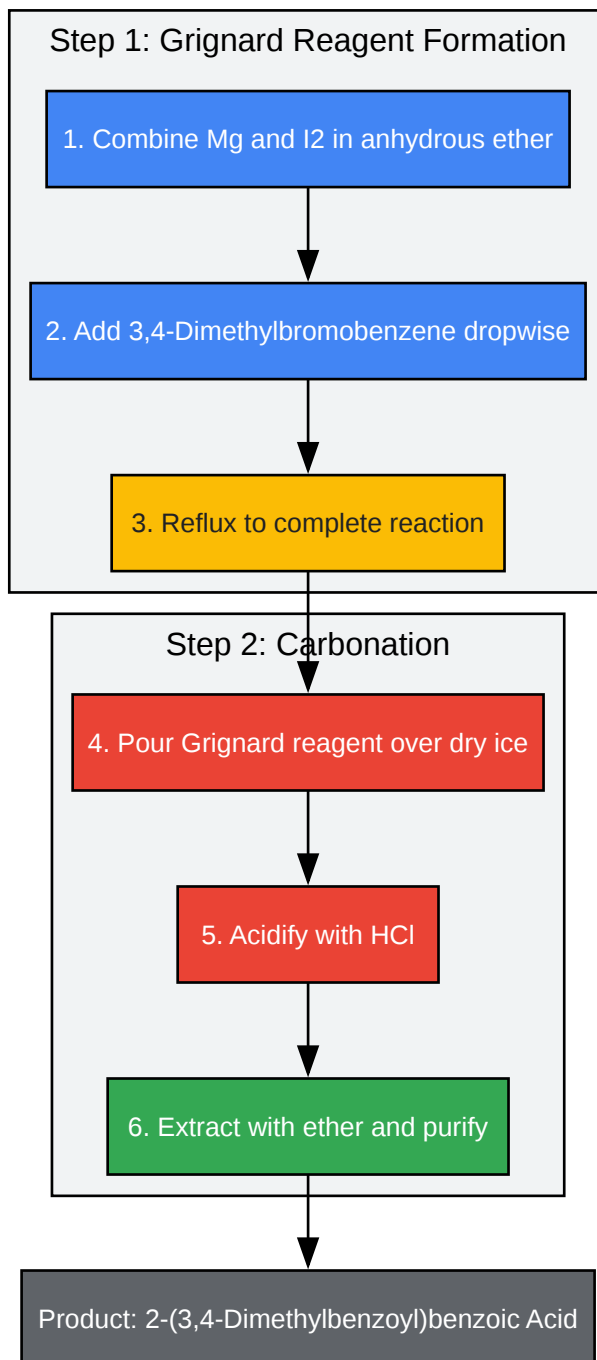 Step 1: Grignard Reagent Formation
1. Combine Mg and I2 in anhydrous ether
2. Add 3,4-Dimethylbromobenzene dropwise
3. Reflux to complete reaction
Step 2: Carbonation
4. Pour Grignard reagent over dry ice
5. Acidify with HCl
6. Extract with ether and purify
Product: 2-(3,4-Dimethylbenzoyl)benzoic Acid